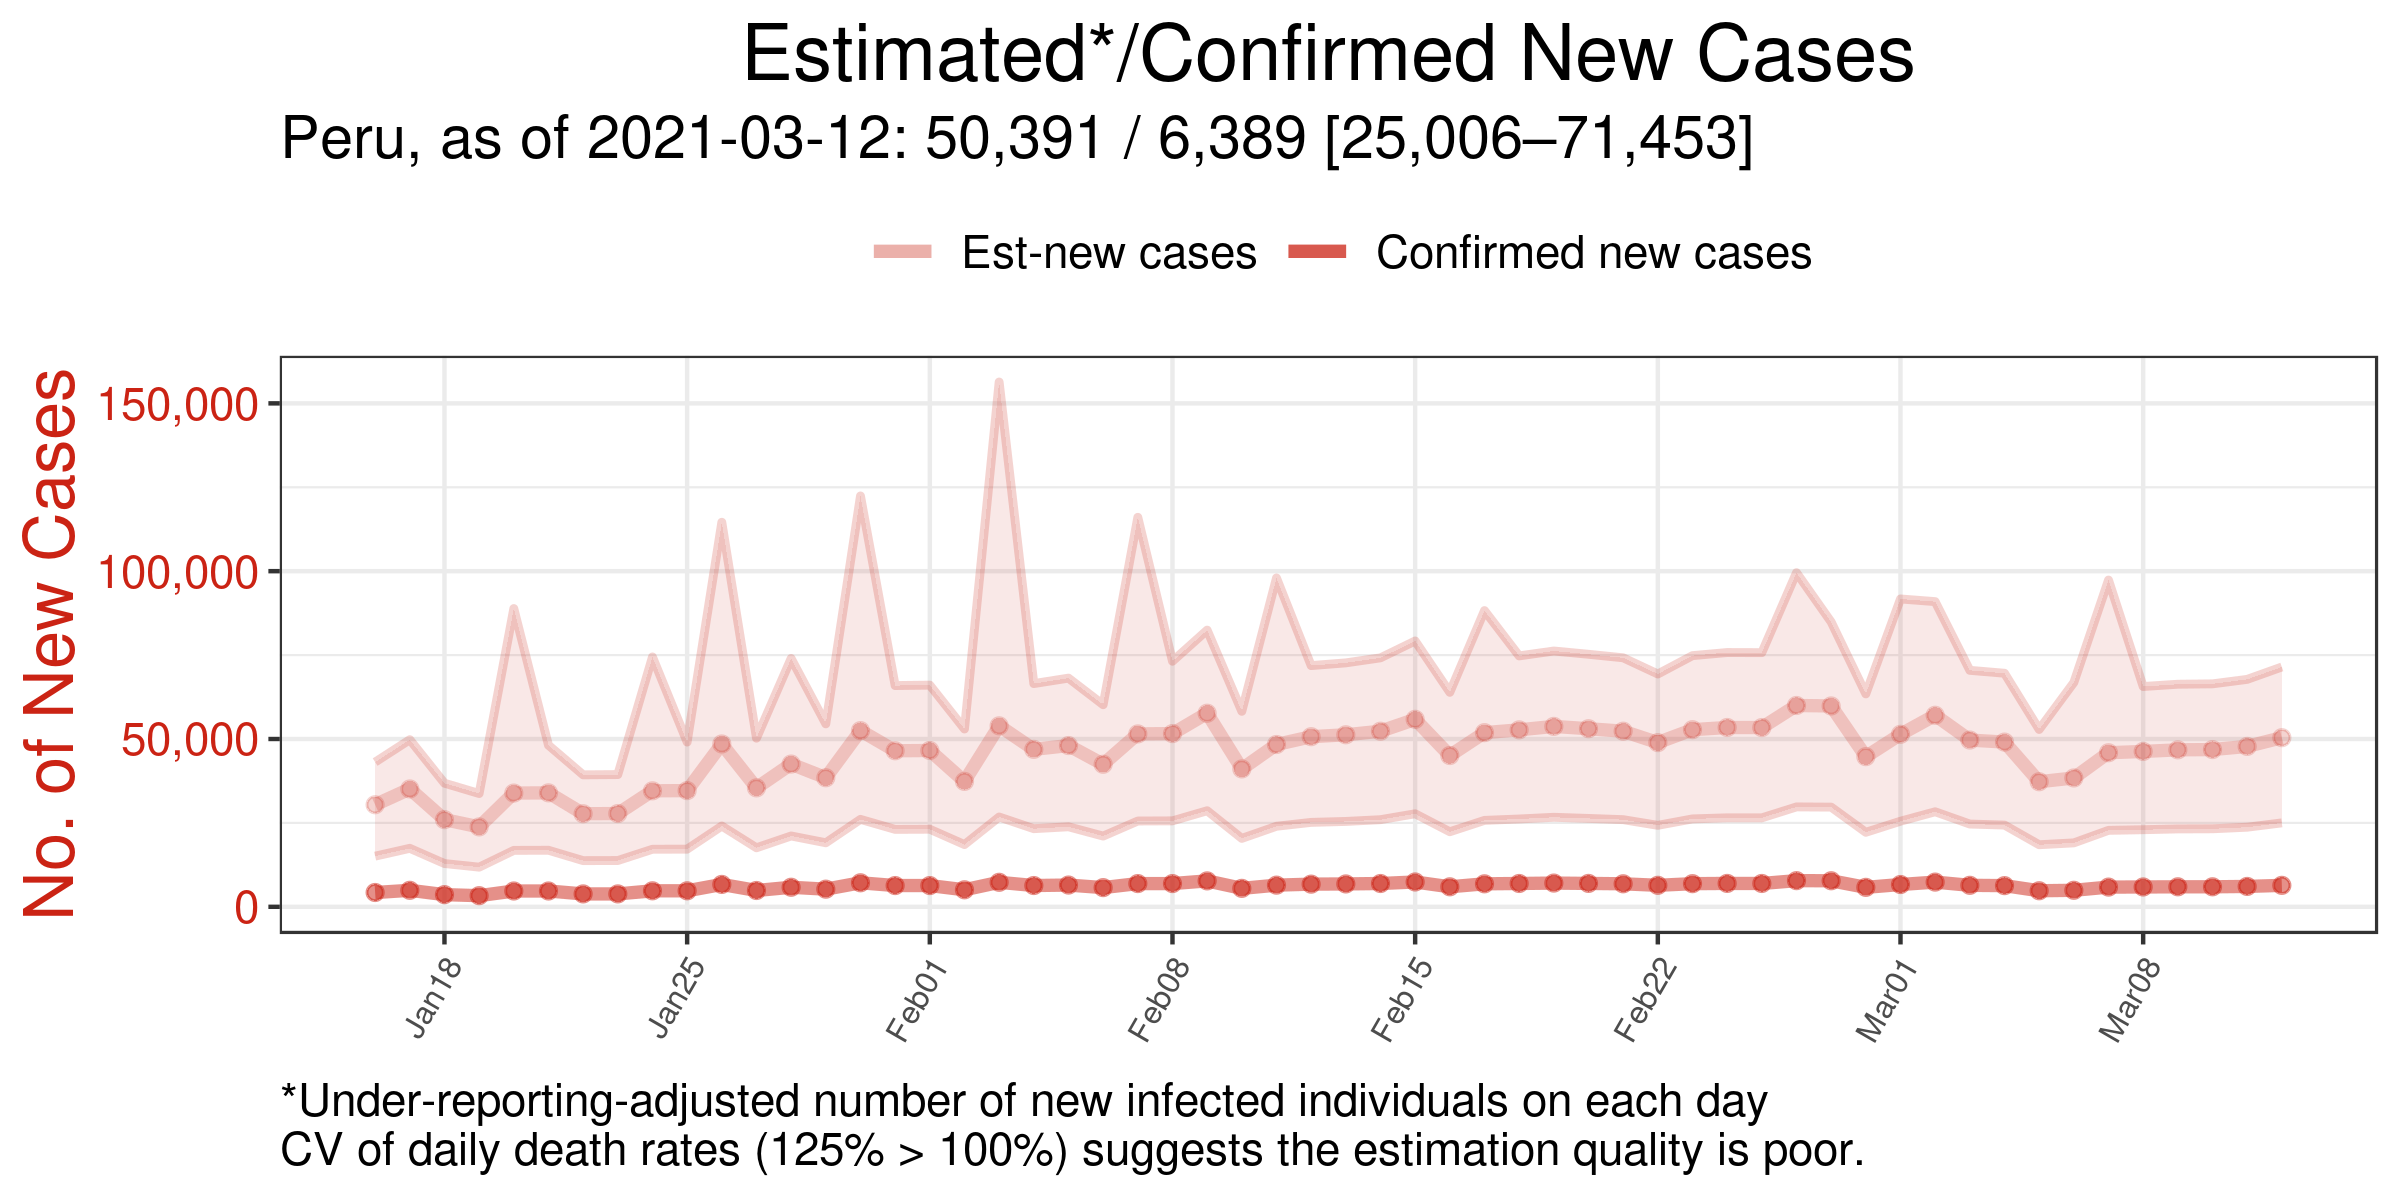 Estimated*/Confirmed New Cases
Peru, as of 2021-03-12: 50,391 / 6,389 [25,006–71,453]
Est-new cases
Confirmed new cases
No. of New Cases
150,000
100,000
50,000
0
Jan18
Jan25
Feb01
Feb08
Feb15
Feb22
Mar01
Mar08
*Under-reporting-adjusted number of new infected individuals on each day
CV of daily death rates (125% > 100%) suggests the estimation quality is poor.